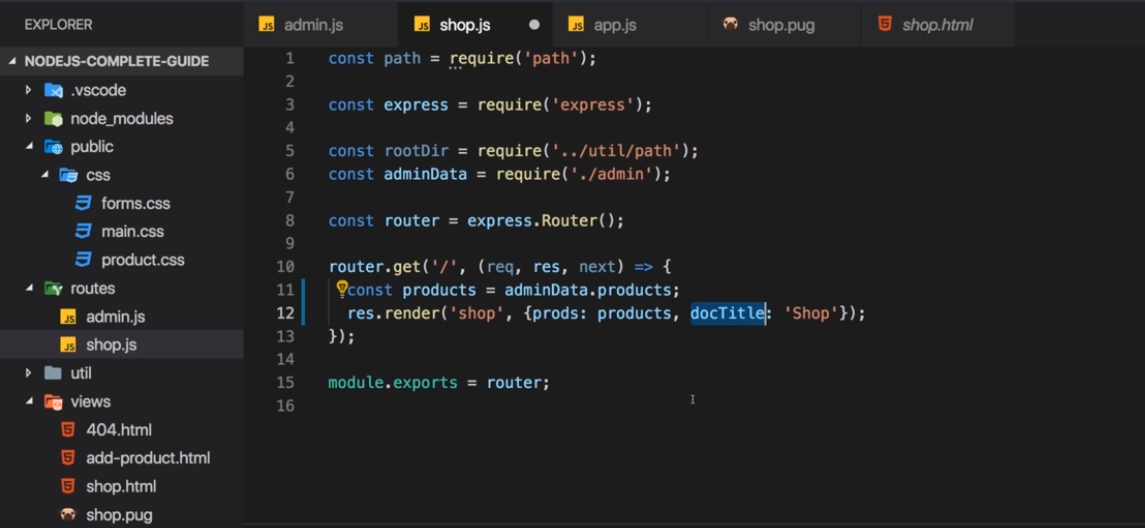 EXPLORER
NODEJS-COMPLETE-GUIDE
.vscode
node_modules
public
css
forms.css
main.css
product.css
routes
admin.js
shop.js
util
views
404.html
add-product.html
shop.html
shop.pug
JS admin.js JS shop.js JS app.js shop.pug shop.html
1 const path = require('path');
2
3 const express = require('express');
4
5 const rootDir = require('../util/path');
6 const adminData = require('./admin');
7
8 const router = express.Router();
9
10 router.get('/', (req, res, next) => {
11 const products = adminData.products;
12 res.render('shop', {prods: products, docTitle: 'Shop'});
13 });
14
15 module.exports = router;
16